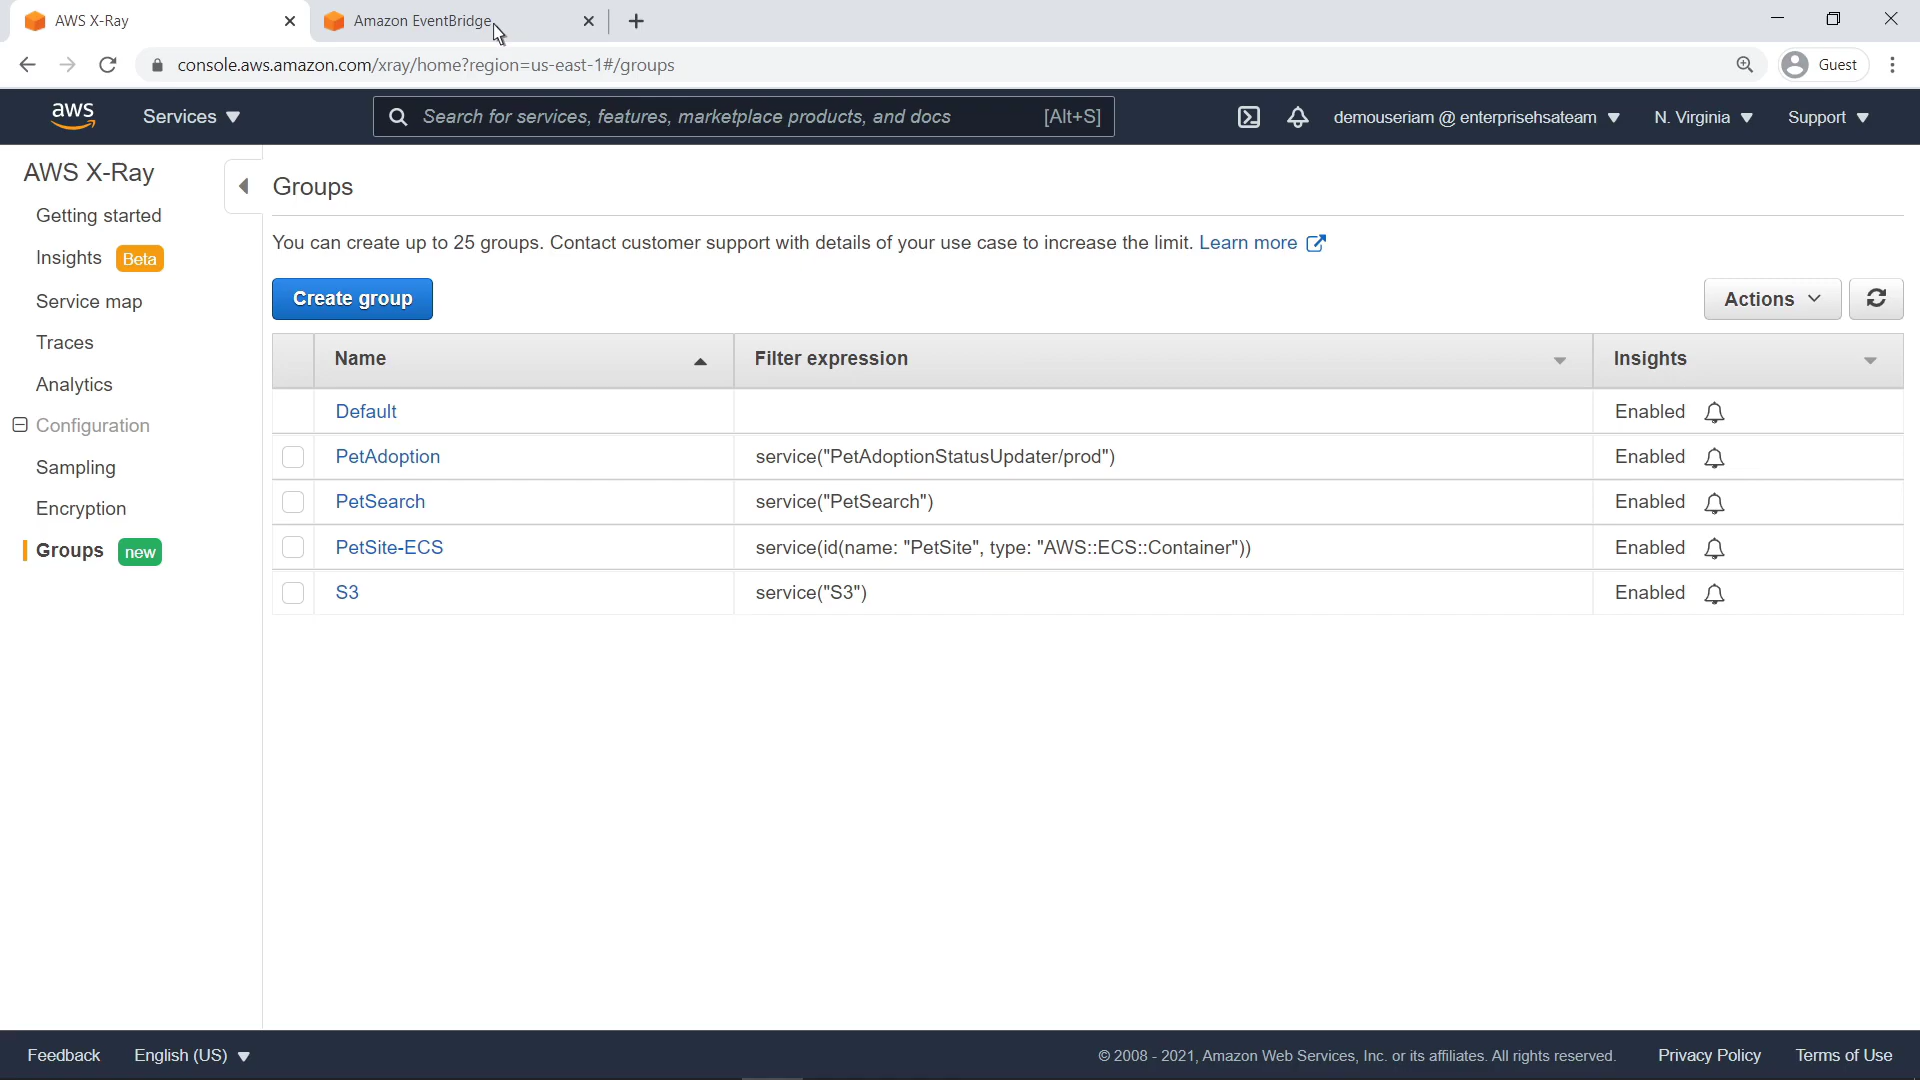 AWS X-Ray
Amazon EventBridge
console.aws.amazon.com/xray/home?region=us-east-1#/groups
Guest
aws
Services
Search for services, features, marketplace products, and docs [Alt+S]
demouseriam @ enterprisehsateam
N. Virginia
Support
AWS X-Ray
Getting started
Insights Beta
Service map
Traces
Analytics
Configuration
Sampling
Encryption
Groups new
Groups
You can create up to 25 groups. Contact customer support with details of your use case to increase the limit. Learn more
Create group
Actions
Name Filter expression Insights
Default Enabled
PetAdoption service("PetAdoptionStatusUpdater/prod") Enabled
PetSearch service("PetSearch") Enabled
PetSite-ECS service(id(name: "PetSite", type: "AWS::ECS::Container")) Enabled
S3 service("S3") Enabled
Feedback English (US) © 2008 - 2021, Amazon Web Services, Inc. or its affiliates. All rights reserved. Privacy Policy Terms of Use